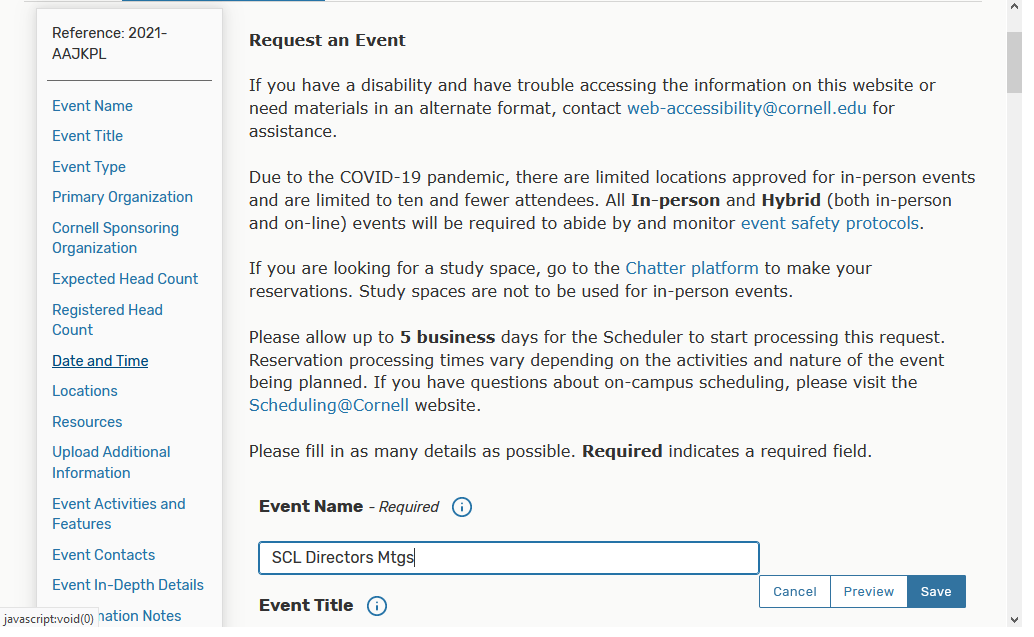 Reference: 2021-
AAJKPL
Event Name
Event Title
Event Type
Primary Organization
Cornell Sponsoring
Organization
Expected Head Count
Registered Head
Count
Date and Time
Locations
Resources
Upload Additional
Information
Event Activities and
Features
Event Contacts
Event In-Depth Details
mation Notes
javascript:void(0)
Request an Event
If you have a disability and have trouble accessing the information on this website or
need materials in an alternate format, contact web-accessibility@cornell.edu for
assistance.
Due to the COVID-19 pandemic, there are limited locations approved for in-person events
and are limited to ten and fewer attendees. All In-person and Hybrid (both in-person
and on-line) events will be required to abide by and monitor event safety protocols.
If you are looking for a study space, go to the Chatter platform to make your
reservations. Study spaces are not to be used for in-person events.
Please allow up to 5 business days for the Scheduler to start processing this request.
Reservation processing times vary depending on the activities and nature of the event
being planned. If you have questions about on-campus scheduling, please visit the
Scheduling@Cornell website.
Please fill in as many details as possible. Required indicates a required field.
Event Name - Required
SCL Directors Mtgs
Event Title
Cancel Preview Save